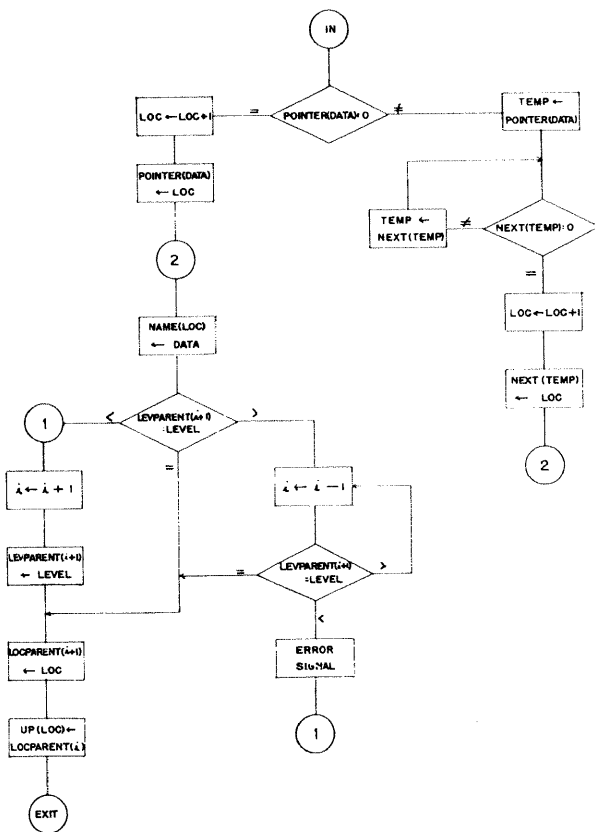 IN
POINTER(DATA):0
=
≠
LOC ← LOC+1
POINTER(DATA)
← LOC
2
NAME(LOC)
← DATA
TEMP ←
POINTER(DATA)
NEXT(TEMP):0
≠
=
TEMP ←
NEXT(TEMP)
LOC ← LOC+1
NEXT (TEMP)
← LOC
2
LEVPARENT(i+1)
:LEVEL
<
>
=
1
i ← i + 1
LEVPARENT(i+1)
← LEVEL
i ← i − 1
LEVPARENT(i+1)
:LEVEL
=
>
<
LOCPARENT(i+1)
← LOC
ERROR
SIGNAL
1
UP(LOC) ←
LOCPARENT(i)
EXIT